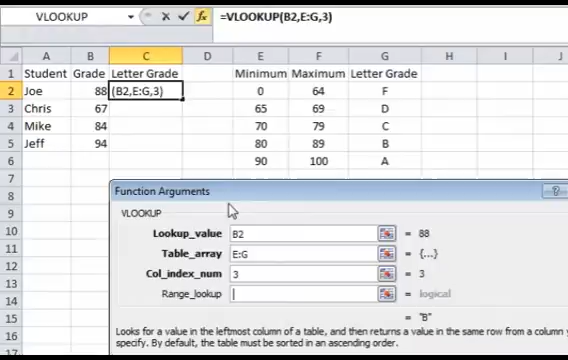 VLOOKUP =VLOOKUP(B2,E:G,3)
A B C D E F G H I J
1 Student Grade Letter Grade Minimum Maximum Letter Grade
2 Joe 88 (B2,E:G,3) 0 64 F
3 Chris 67 65 69 D
4 Mike 84 70 79 C
5 Jeff 94 80 89 B
6 90 100 A
7
8 Function Arguments ?
9 VLOOKUP
10 Lookup_value B2 = 88
11 Table_array E:G = {...}
12 Col_index_num 3 = 3
13
14 Range_lookup = logical
15 = "B"
16 Looks for a value in the leftmost column of a table, and then returns a value in the same row from a column y
17 specify. By default, the table must be sorted in an ascending order.